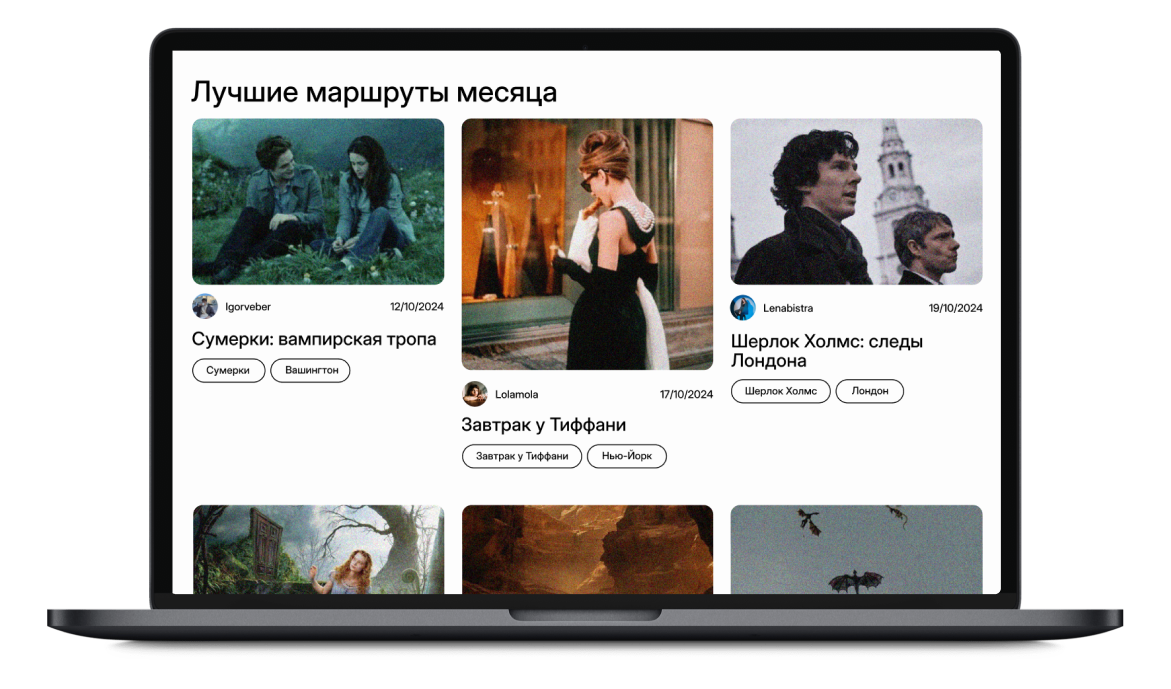 Лучшие маршруты месяца
Igorveber
12/10/2024
Сумерки: вампирская тропа
Сумерки
Вашингтон
Lolamola
17/10/2024
Завтрак у Тиффани
Завтрак у Тиффани
Нью-Йорк
Lenabistra
19/10/2024
Шерлок Холмс: следы
Лондона
Шерлок Холмс
Лондон